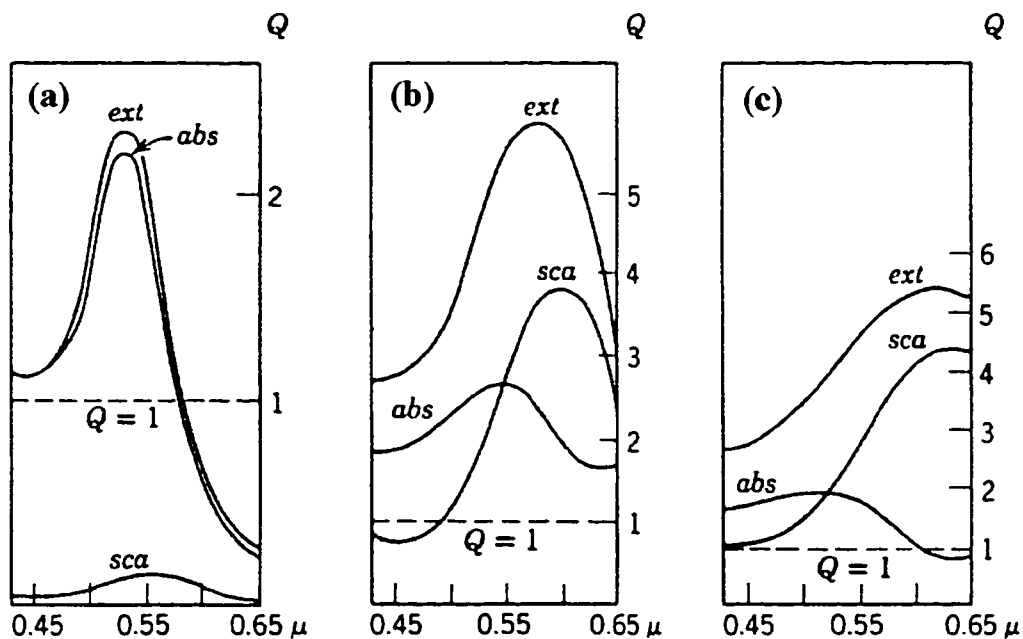 Q Q Q
(a) (b) (c)
ext ext
abs
2 5
6
sca 4 ext
5
sca
4
3
abs
3
2
abs 2
1
Q = 1
1
Q = 1
1
Q = 1
sca
0.45 0.55 0.65 μ 0.45 0.55 0.65 μ 0.45 0.55 0.65 μ